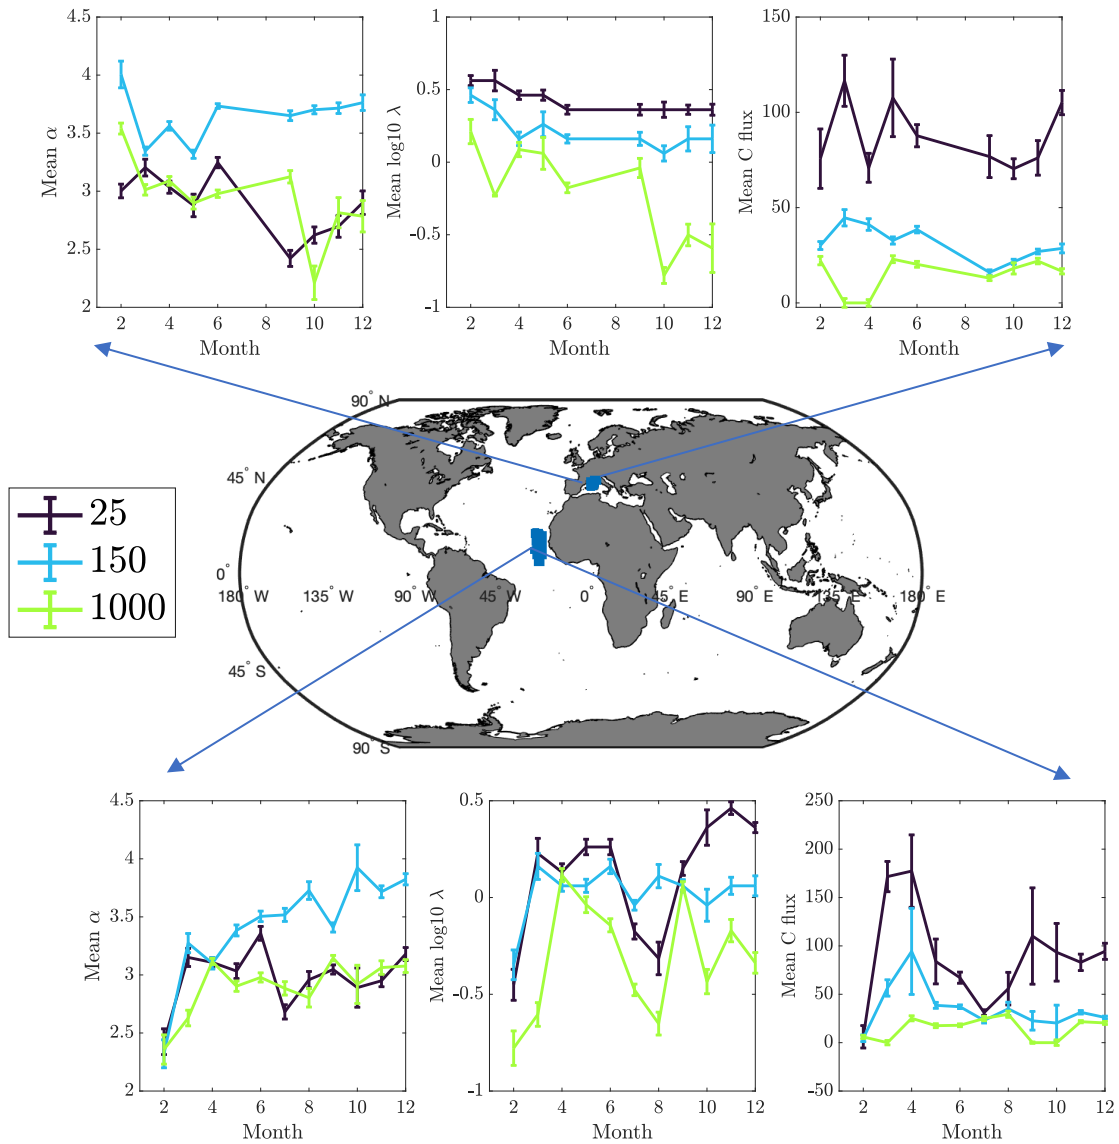 4.5
4
3.5
3
2.5
2
Mean α
2 4 6 8 10 12
Month
1
0.5
0
-0.5
-1
Mean log10 λ
2 4 6 8 10 12
Month
150
100
50
0
Mean C flux
2 4 6 8 10 12
Month
25
150
1000
90° N
45° N
0°
180° W 135° W 90° W 45° W 0° 45° E 90° E 135° E 180° E
45° S
90° S
4.5
4
3.5
3
2.5
2
Mean α
2 4 6 8 10 12
Month
0.5
0
-0.5
-1
Mean log10 λ
2 4 6 8 10 12
Month
250
200
150
100
50
0
-50
Mean C flux
2 4 6 8 10 12
Month